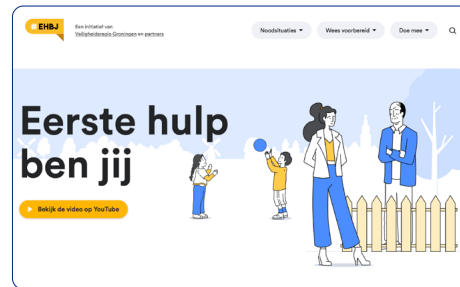 EHBJ
Een initiatief van
Veiligheidsregio Groningen en partners
Noodsituaties
Wees voorbereid
Doe mee
Eerste hulp
ben jij
Bekijk de video op YouTube